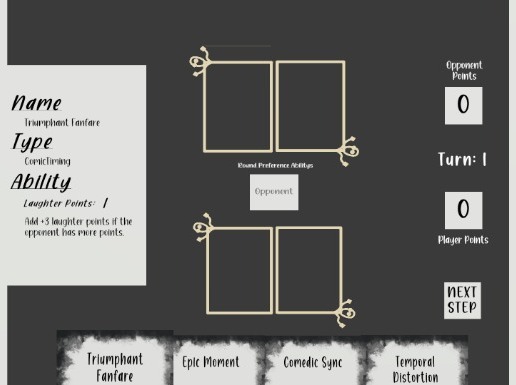 Name
Triumphant Fanfare
Type
ComicTiming
Ability
Laughter Points: 1
Add +3 laughter points if the
opponent has more points.
Round Preference Abilitys
Opponent
Opponent
Points
0
Turn: 1
0
Player Points
NEXT
STEP
Triumphant
Fanfare
Epic Moment
Comedic Sync
Temporal
Distortion